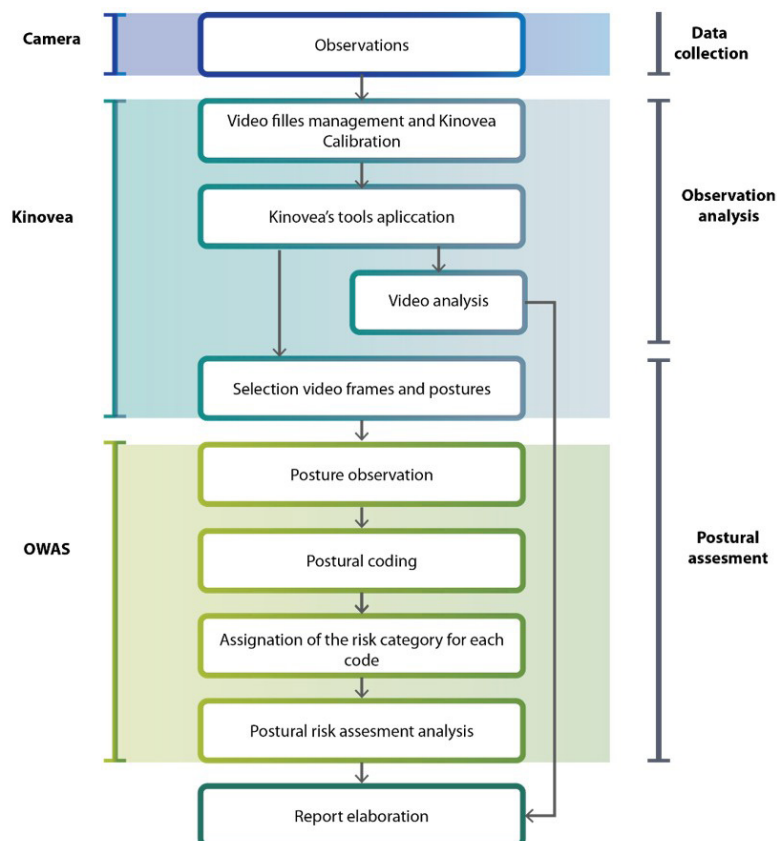 Camera
Observations
Data
collection
Video filles management and Kinovea
Calibration
Kinovea's tools apliccation
Kinovea
Observation
analysis
Video analysis
Selection video frames and postures
Posture observation
OWAS
Postural coding
Postural
assesment
Assignation of the risk category for each
code
Postural risk assesment analysis
Report elaboration